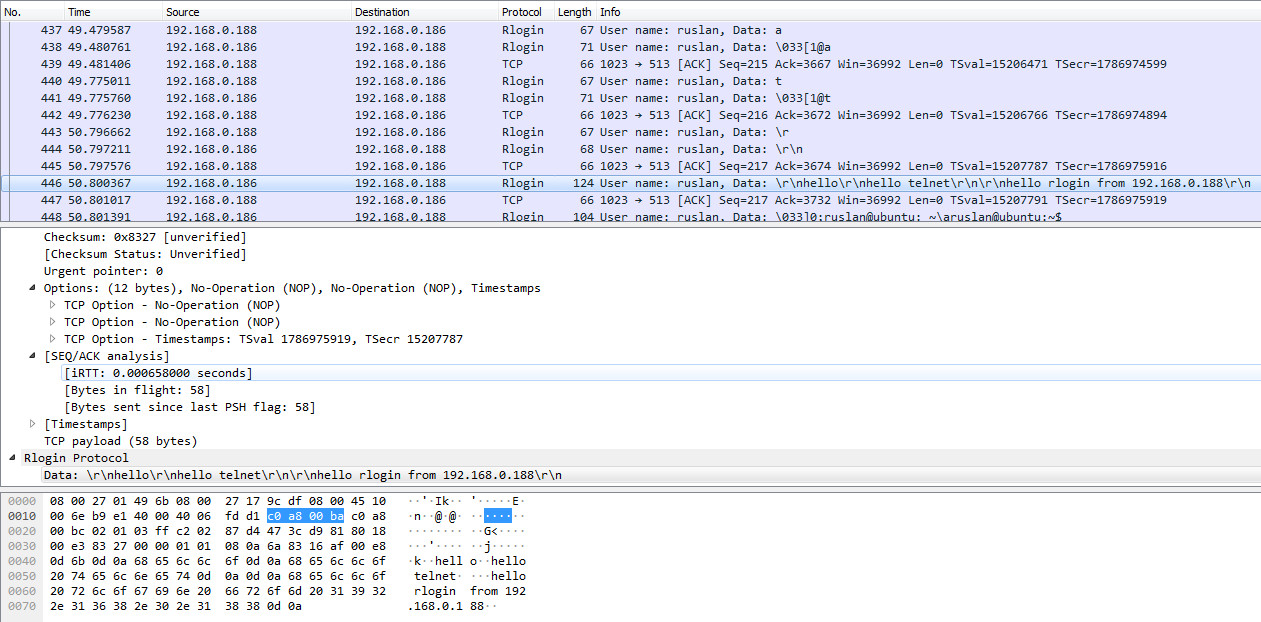 No. Time Source Destination Protocol Length Info
437 49.479587 192.168.0.188 192.168.0.186 Rlogin 67 User name: ruslan, Data: a
438 49.480761 192.168.0.186 192.168.0.188 Rlogin 71 User name: ruslan, Data: \033[1@a
439 49.481406 192.168.0.188 192.168.0.186 TCP 66 1023 → 513 [ACK] Seq=215 Ack=3667 Win=36992 Len=0 TSval=15206471 TSecr=1786974599
440 49.775011 192.168.0.188 192.168.0.186 Rlogin 67 User name: ruslan, Data: t
441 49.775760 192.168.0.186 192.168.0.188 Rlogin 71 User name: ruslan, Data: \033[1@t
442 49.776230 192.168.0.188 192.168.0.186 TCP 66 1023 → 513 [ACK] Seq=216 Ack=3672 Win=36992 Len=0 TSval=15206766 TSecr=1786974894
443 50.796662 192.168.0.188 192.168.0.186 Rlogin 67 User name: ruslan, Data: \r
444 50.797211 192.168.0.186 192.168.0.188 Rlogin 68 User name: ruslan, Data: \r\n
445 50.797576 192.168.0.188 192.168.0.186 TCP 66 1023 → 513 [ACK] Seq=217 Ack=3674 Win=36992 Len=0 TSval=15207787 TSecr=1786975916
446 50.800367 192.168.0.186 192.168.0.188 Rlogin 124 User name: ruslan, Data: \r\nhello\r\nhello telnet\r\n\r\nhello rlogin from 192.168.0.188\r\n
447 50.801017 192.168.0.188 192.168.0.186 TCP 66 1023 → 513 [ACK] Seq=217 Ack=3732 Win=36992 Len=0 TSval=15207791 TSecr=1786975919
448 50.801391 192.168.0.186 192.168.0.188 Rlogin 104 User name: ruslan, Data: \033]0;ruslan@ubuntu: ~\aruslan@ubuntu:~$
Checksum: 0x8327 [unverified]
[Checksum Status: Unverified]
Urgent pointer: 0
Options: (12 bytes), No-Operation (NOP), No-Operation (NOP), Timestamps
TCP Option - No-Operation (NOP)
TCP Option - No-Operation (NOP)
TCP Option - Timestamps: TSval 1786975919, TSecr 15207787
[SEQ/ACK analysis]
[iRTT: 0.000658000 seconds]
[Bytes in flight: 58]
[Bytes sent since last PSH flag: 58]
[Timestamps]
TCP payload (58 bytes)
Rlogin Protocol
Data: \r\nhello\r\nhello telnet\r\n\r\nhello rlogin from 192.168.0.188\r\n
0000 08 00 27 01 49 6b 08 00 27 17 9c df 08 00 45 10 ··'·Ik·· '·····E·
0010 00 6e b9 e1 40 00 40 06 fd d1 c0 a8 00 ba c0 a8 ·n··@·@· ········
0020 00 bc 02 01 03 ff c2 02 87 d4 47 3c d9 81 80 18 ········ ··G<····
0030 00 e3 83 27 00 00 01 01 08 0a 6a 83 16 af 00 e8 ···'···· ··j·····
0040 0d 6b 0d 0a 68 65 6c 6c 6f 0d 0a 68 65 6c 6c 6f ·k··hell o··hello
0050 20 74 65 6c 6e 65 74 0d 0a 0d 0a 68 65 6c 6c 6f telnet· ···hello
0060 20 72 6c 6f 67 69 6e 20 66 72 6f 6d 20 31 39 32 rlogin from 192
0070 2e 31 36 38 2e 30 2e 31 38 38 0d 0a .168.0.1 88··